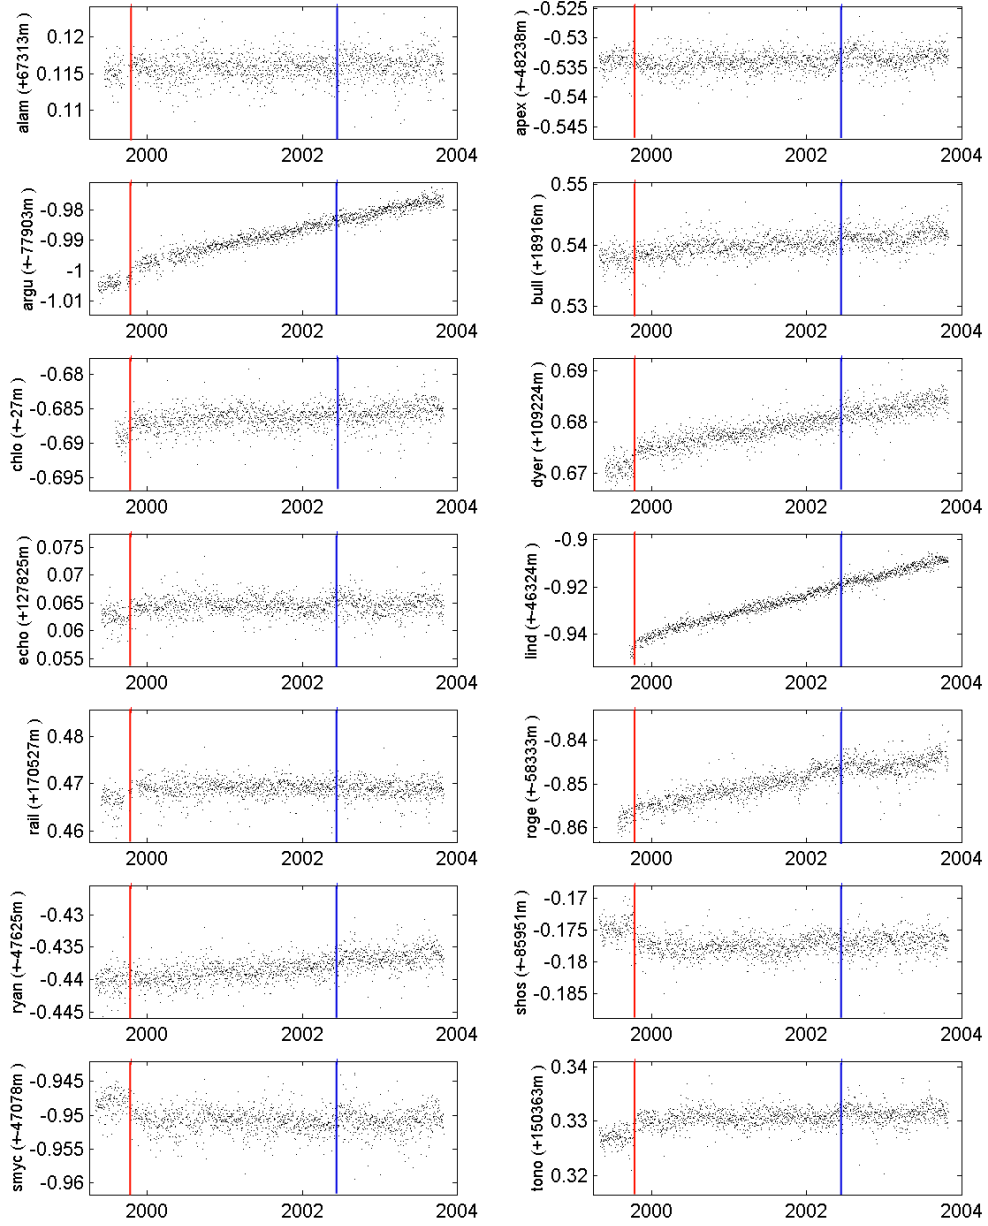 0.12
0.115
0.11
alam (+67313m )
2000 2002 2004
-0.525
-0.53
-0.535
-0.54
-0.545
apex (+-48238m )
2000 2002 2004
-0.98
-0.99
-1
-1.01
argu (+-77903m )
2000 2002 2004
0.55
0.54
0.53
bull (+18916m )
2000 2002 2004
-0.68
-0.685
-0.69
-0.695
chlo (+-27m )
2000 2002 2004
0.69
0.68
0.67
dyer (+109224m )
2000 2002 2004
0.075
0.07
0.065
0.06
0.055
echo (+127825m )
2000 2002 2004
-0.9
-0.92
-0.94
lind (+-46324m )
2000 2002 2004
0.48
0.47
0.46
rail (+170527m )
2000 2002 2004
-0.84
-0.85
-0.86
roge (+-58333m )
2000 2002 2004
-0.43
-0.435
-0.44
-0.445
ryan (+-47625m )
2000 2002 2004
-0.17
-0.175
-0.18
-0.185
shos (+-85951m )
2000 2002 2004
-0.945
-0.95
-0.955
-0.96
smyc (+-47078m )
2000 2002 2004
0.34
0.33
0.32
tono (+150363m )
2000 2002 2004